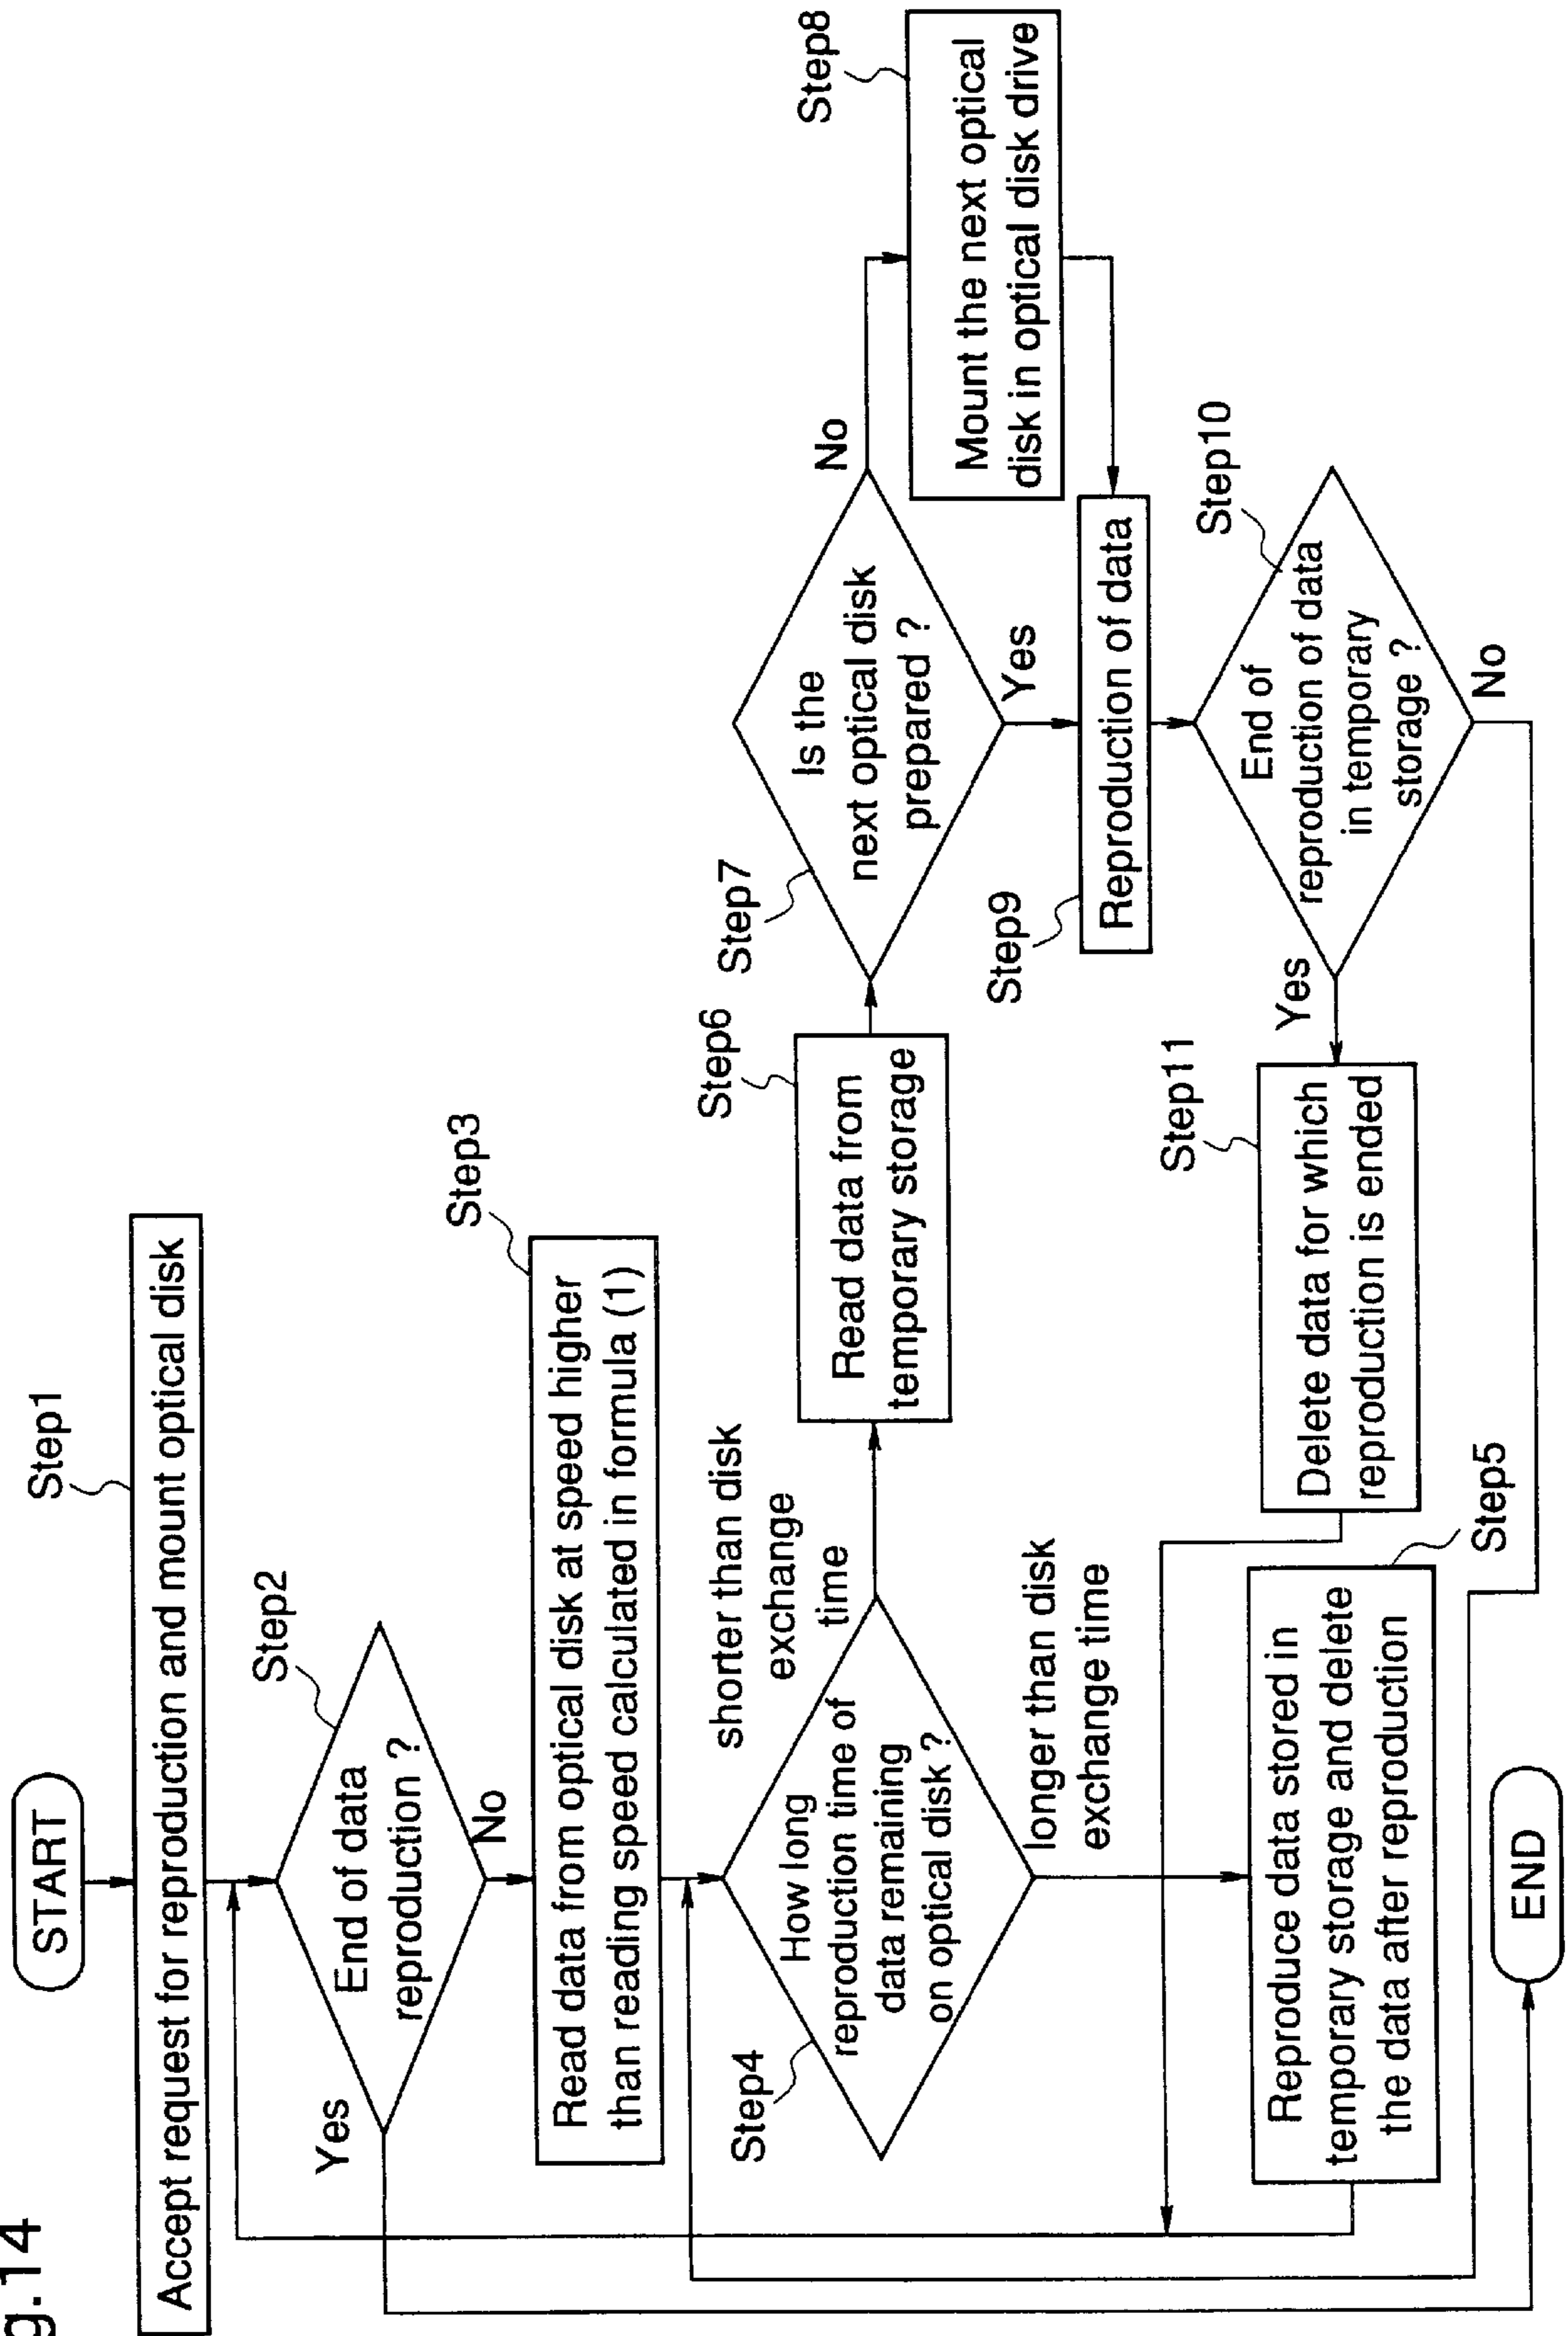 g.14
START
Step1
Accept request for reproduction and mount optical disk
Step2
End of data
reproduction ?
Yes
No
Step3
Read data from optical disk at speed higher
than reading speed calculated in formula (1)
Step4
How long
reproduction time of
data remaining
on optical disk ?
shorter than disk
exchange
time
longer than disk
exchange time
Step5
Reproduce data stored in
temporary storage and delete
the data after reproduction
END
Step6
Read data from
temporary storage
Step7
Is the
next optical disk
prepared ?
No
Yes
Step8
Mount the next optical
disk in optical disk drive
Step9
Reproduction of data
Step10
End of
reproduction of data
in temporary
storage ?
Yes
No
Step11
Delete data for which
reproduction is ended